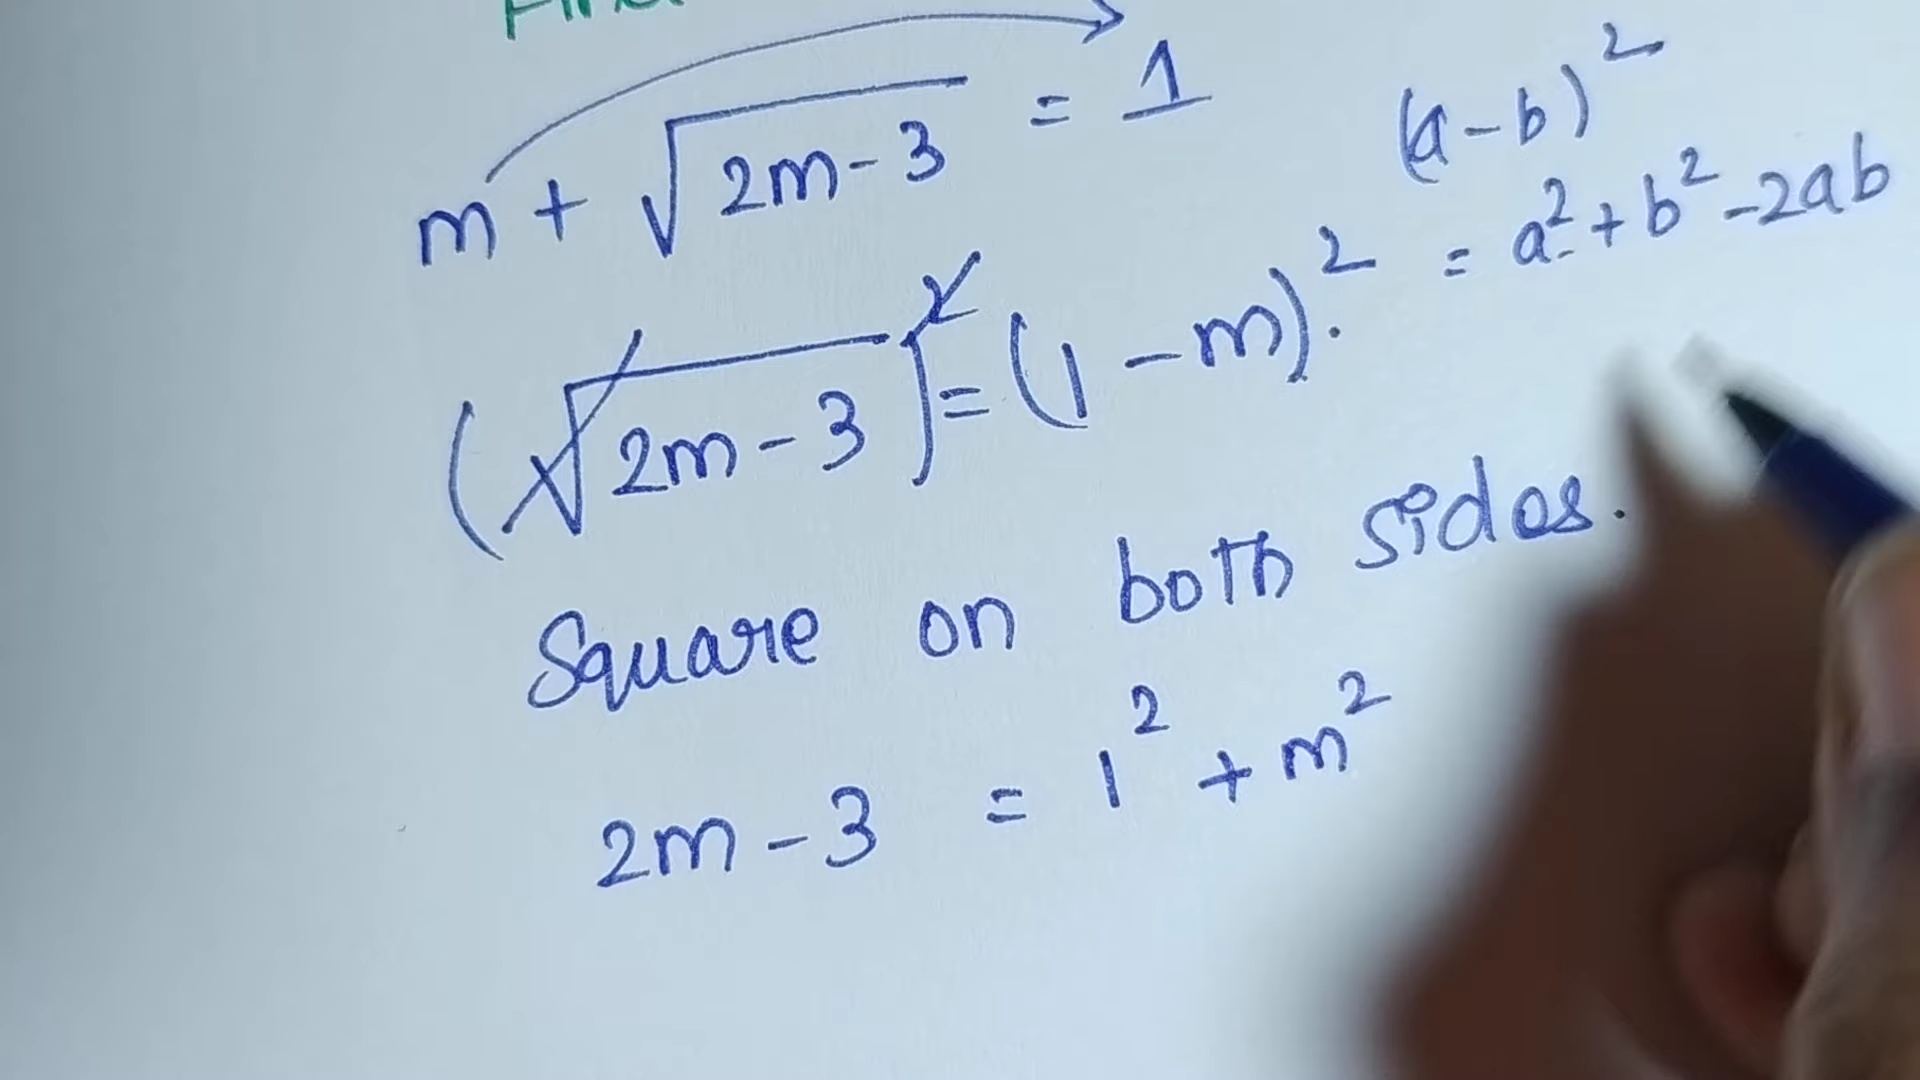 m + √2m-3 = 1
(√2m-3)² = (1-m)².
(a-b)²
= a²+b²-2ab
Square on both sides.
2m-3 = 1² + m²